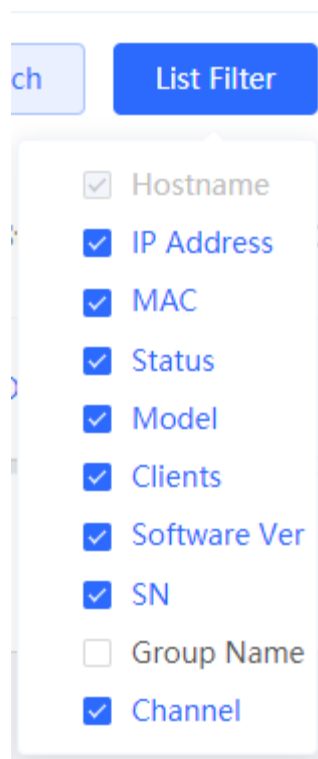 ch
List Filter
Hostname
IP Address
MAC
Status
Model
Clients
Software Ver
SN
Group Name
Channel